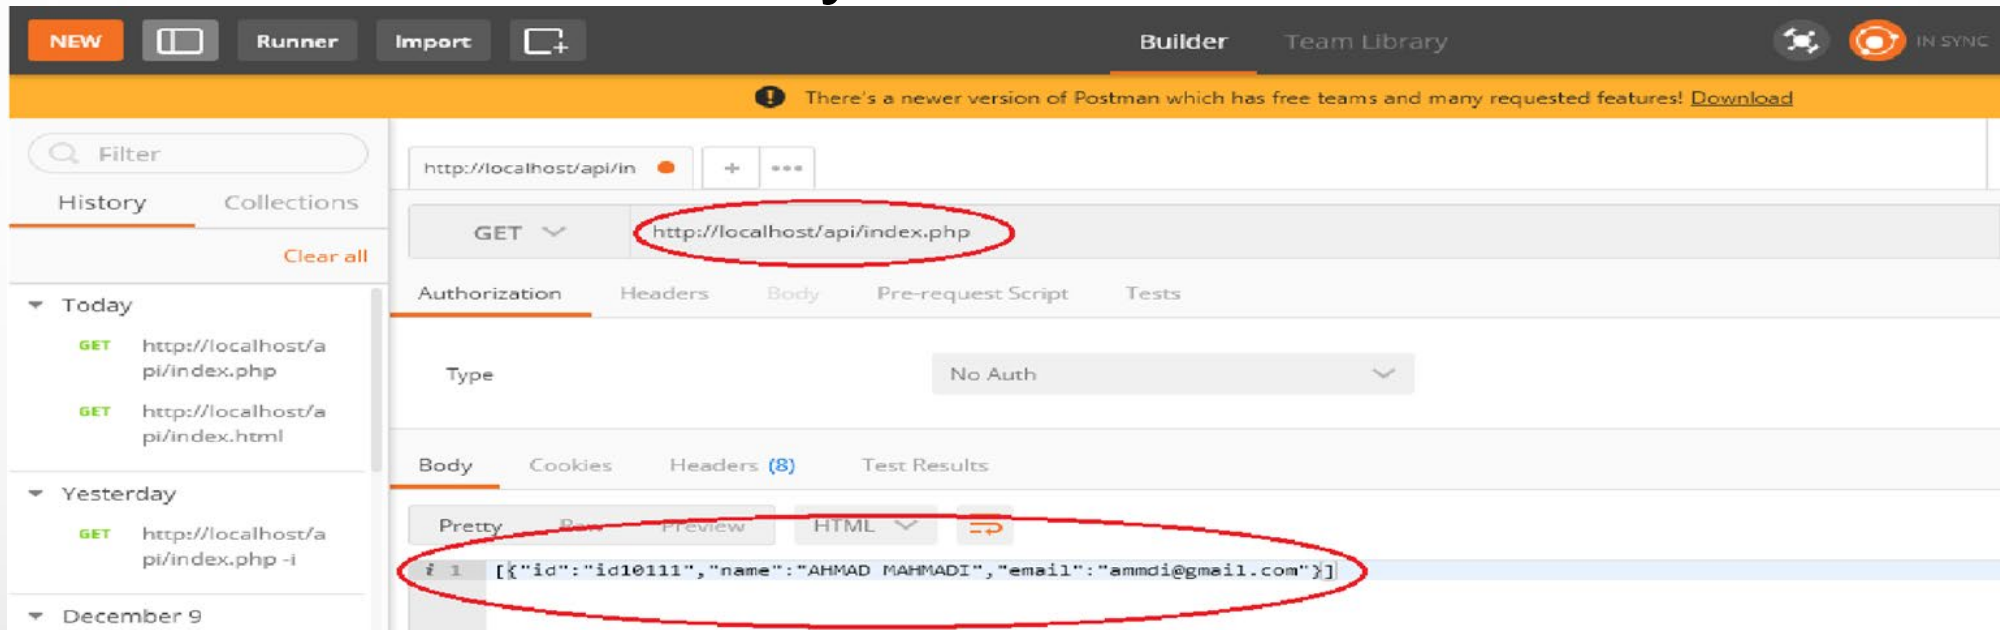 NEW Runner Import Builder Team Library IN SYNC
There's a newer version of Postman which has free teams and many requested features! Download
Filter
History Collections
Clear all
Today
GET http://localhost/a
pi/index.php
GET http://localhost/a
pi/index.html
Yesterday
GET http://localhost/a
pi/index.php -i
December 9
http://localhost/api/in + •••
GET http://localhost/api/index.php
Authorization Headers Body Pre-request Script Tests
Type No Auth
Body Cookies Headers (8) Test Results
Pretty Raw Preview HTML
i 1 [{"id":"id10111","name":"AHMAD MAHMADI","email":"ammdi@gmail.com"}]